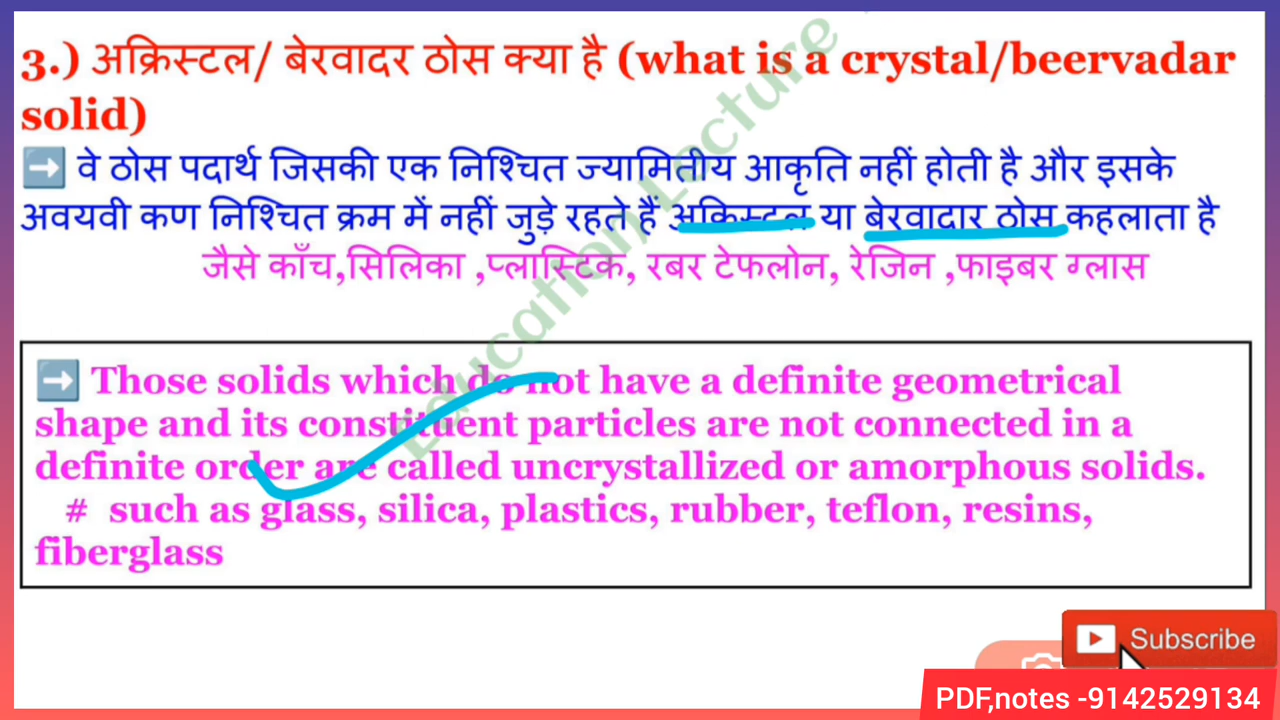 3.) अक्रिस्टल/ बेरवादर ठोस क्या है (what is a crystal/beervadar
solid)
➡️ वे ठोस पदार्थ जिसकी एक निश्चित ज्यामितीय आकृति नहीं होती है और इसके
अवयवी कण निश्चित क्रम में नहीं जुड़े रहते हैं अक्रिस्टल या बेरवादार ठोस कहलाता है
जैसे काँच,सिलिका ,प्लास्टिक, रबर टेफलोन, रेजिन ,फाइबर ग्लास
➡️ Those solids which do not have a definite geometrical
shape and its constituent particles are not connected in a
definite order are called uncrystallized or amorphous solids.
# such as glass, silica, plastics, rubber, teflon, resins,
fiberglass
Education Lecture
Subscribe
PDF,notes -9142529134